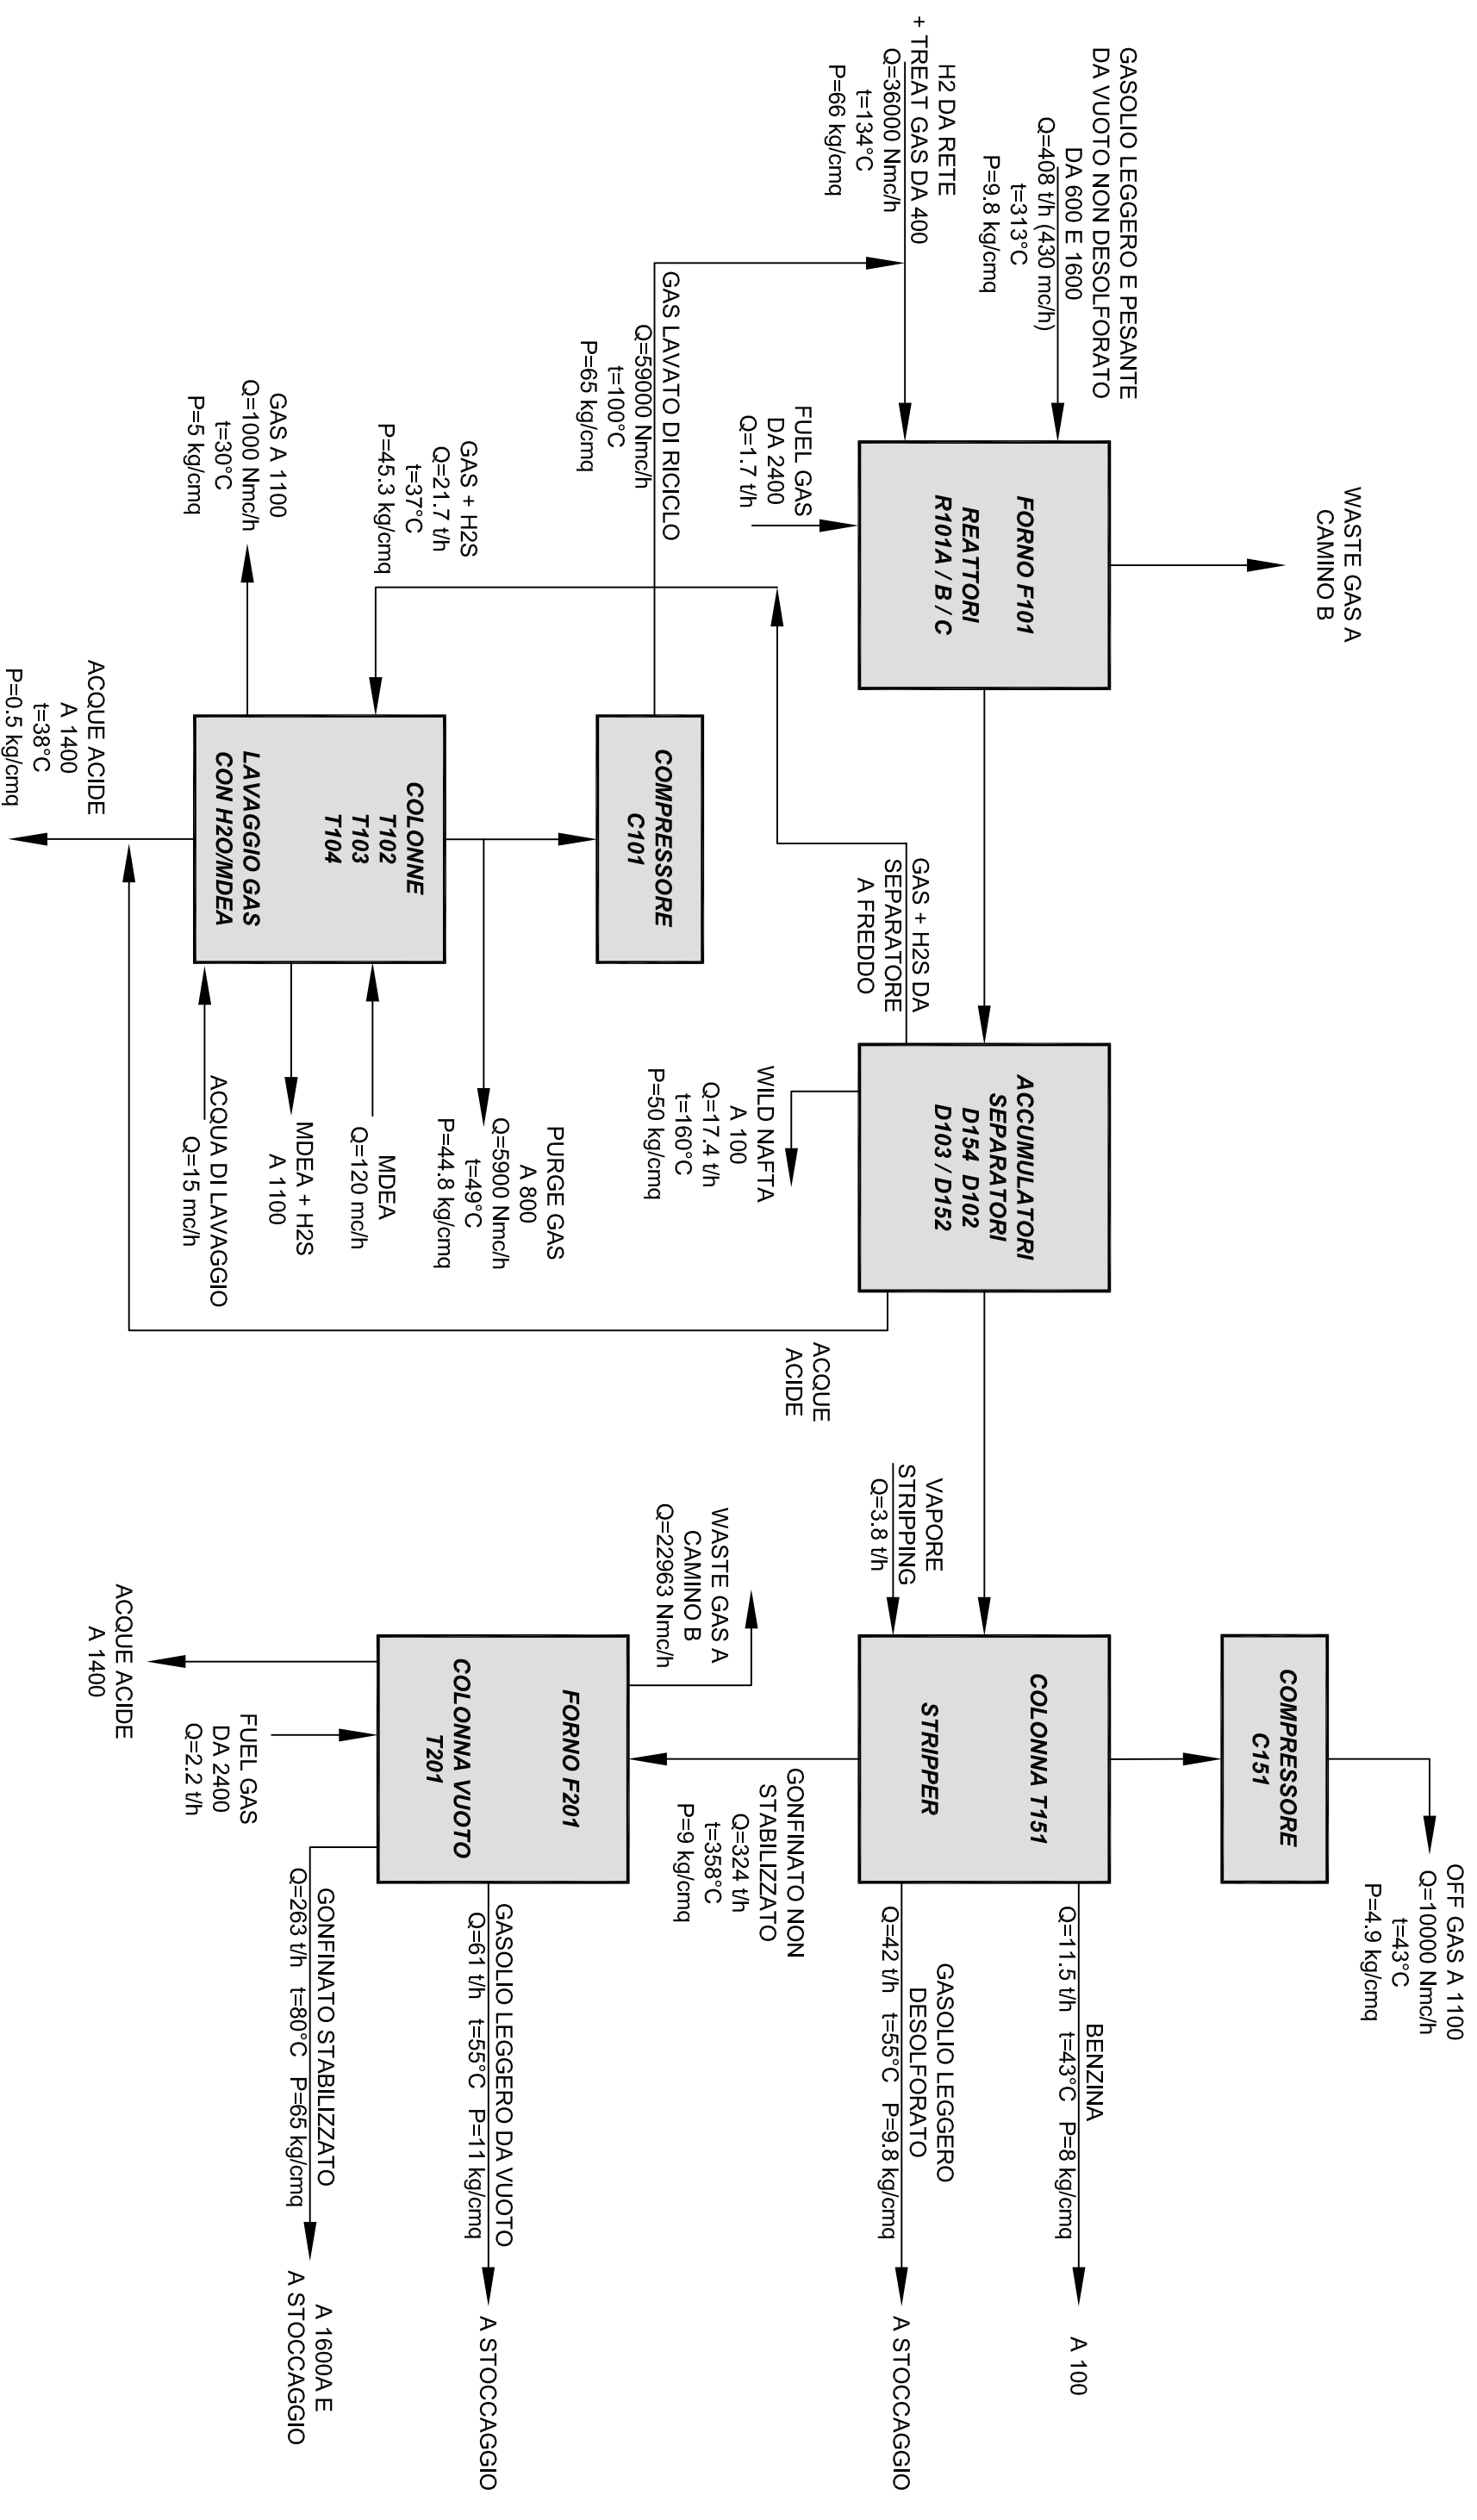 GASOLIO LEGGERO E PESANTE
DA VUOTO NON DESOLFORATO
DA 600 E 1600
Q=408 t/h (430 mc/h)
t=313°C
P=9.8 kg/cmq
H2 DA RETE
+ TREAT GAS DA 400
Q=36000 Nmc/h
t=134°C
P=66 kg/cmq
WASTE GAS A
CAMINO B
FORNO F101
REATTORI
R101A / B / C
FUEL GAS
DA 2400
Q=1.7 t/h
GAS LAVATO DI RICICLO
Q=59000 Nmc/h
t=100°C
P=65 kg/cmq
GAS + H2S
Q=21.7 t/h
t=37°C
P=45.3 kg/cmq
GAS A 1100
Q=1000 Nmc/h
t=30°C
P=5 kg/cmq
ACQUE ACIDE
A 1400
t=38°C
P=0.5 kg/cmq
COMPRESSORE
C101
COLONNE
T102
T103
T104
LAVAGGIO GAS
CON H2O/MDEA
GAS + H2S DA
SEPARATORE
A FREDDO
ACCUMULATORI
SEPARATORI
D154 D102
D103 / D152
WILD NAFTA
A 100
Q=17.4 t/h
t=160°C
P=50 kg/cmq
PURGE GAS
A 800
Q=5900 Nmc/h
t=49°C
P=44.8 kg/cmq
MDEA
Q=120 mc/h
MDEA + H2S
A 1100
ACQUA DI LAVAGGIO
Q=15 mc/h
ACQUE
ACIDE
VAPORE
STRIPPING
Q=3.8 t/h
COMPRESSORE
C151
OFF GAS A 1100
Q=10000 Nmc/h
t=43°C
P=4.9 kg/cmq
COLONNA T151
STRIPPER
BENZINA
Q=11.5 t/h t=43°C P=8 kg/cmq
A 100
GASOLIO LEGGERO
DESOLFORATO
Q=42 t/h t=55°C P=9.8 kg/cmq
A STOCCAGGIO
GONFINATO NON
STABILIZZATO
Q=324 t/h
t=358°C
P=9 kg/cmq
WASTE GAS A
CAMINO B
Q=22963 Nmc/h
FORNO F201
COLONNA VUOTO
T201
GASOLIO LEGGERO DA VUOTO
Q=61 t/h t=55°C P=11 kg/cmq
A STOCCAGGIO
GONFINATO STABILIZZATO
Q=263 t/h t=80°C P=65 kg/cmq
A 1600A E
A STOCCAGGIO
FUEL GAS
DA 2400
Q=2.2 t/h
ACQUE ACIDE
A 1400